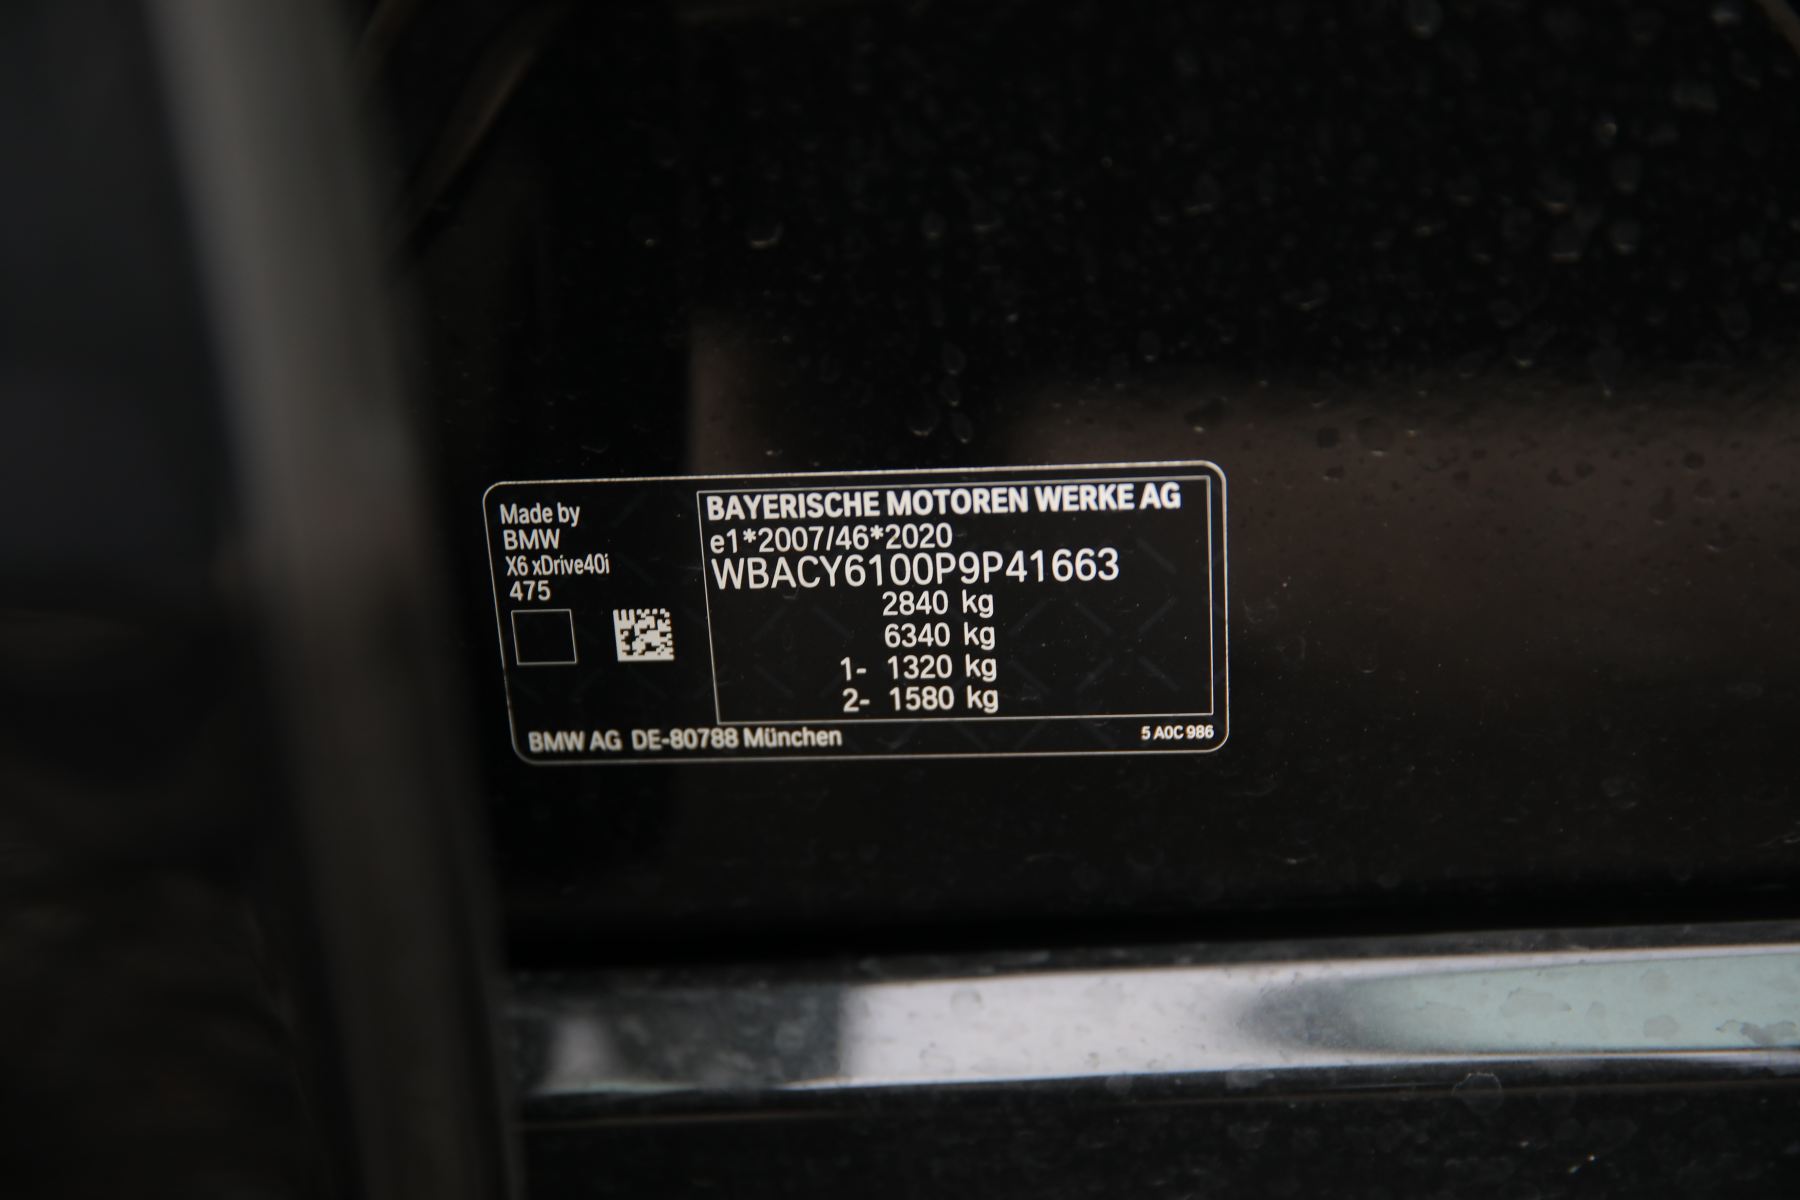 Made by
BMW
X6 xDrive40i
475
BAYERISCHE MOTOREN WERKE AG
e1*2007/46*2020
WBACY6100P9P41663
2840 kg
6340 kg
1- 1320 kg
2- 1580 kg
BMW AG DE-80788 München
5 A0C 986